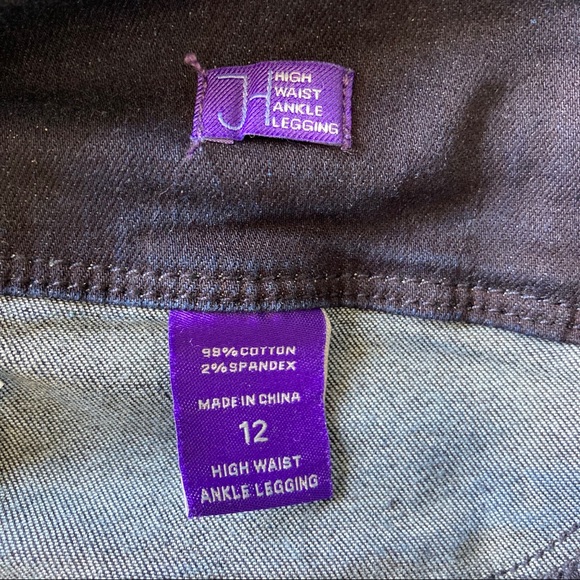 JH
HIGH
WAIST
ANKLE
LEGGING
98% COTTON
2% SPANDEX
MADE IN CHINA
12
HIGH WAIST
ANKLE LEGGING